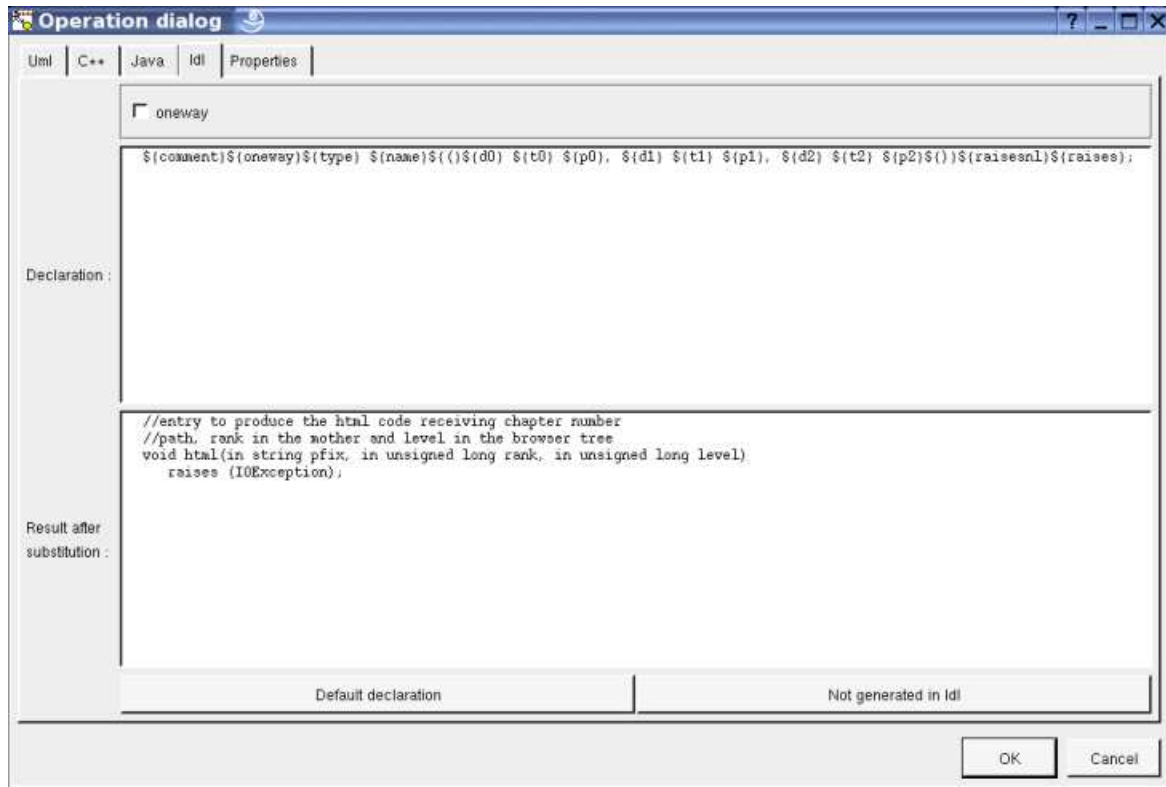 Operation dialog
? _ □ X
Uml C++ Java Idl Properties
oneway
Declaration :
${comment}${oneway}${type} ${name}${(}${d0} ${t0} ${p0}, ${d1} ${t1} ${p1}, ${d2} ${t2} ${p2}${)}${raisesnl}${raises};
Result after
substitution :
//entry to produce the html code receiving chapter number
//path, rank in the mother and level in the browser tree
void html(in string pfix, in unsigned long rank, in unsigned long level)
raises (IOException);
Default declaration Not generated in Idl
OK Cancel